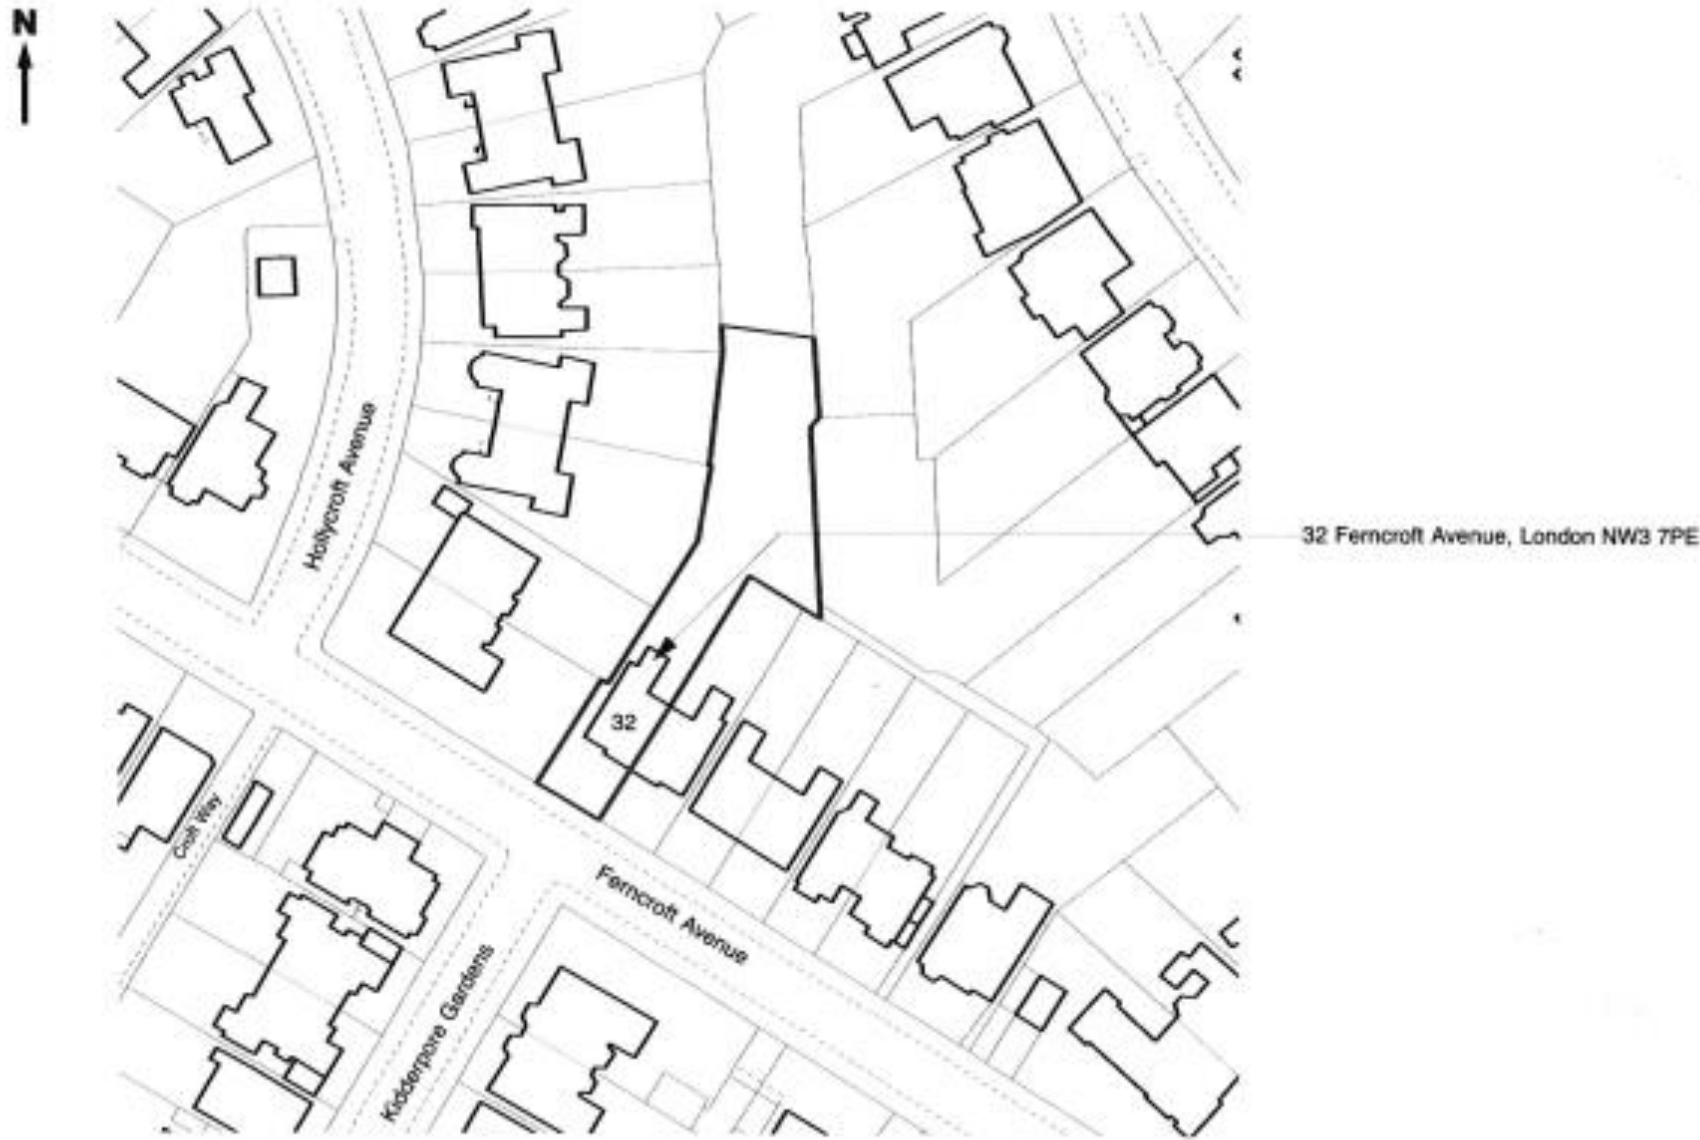 N
Hollycroft Avenue
32 Ferncroft Avenue, London NW3 7PE
32
Croft Way
Ferncroft Avenue
Kidderpore Gardens